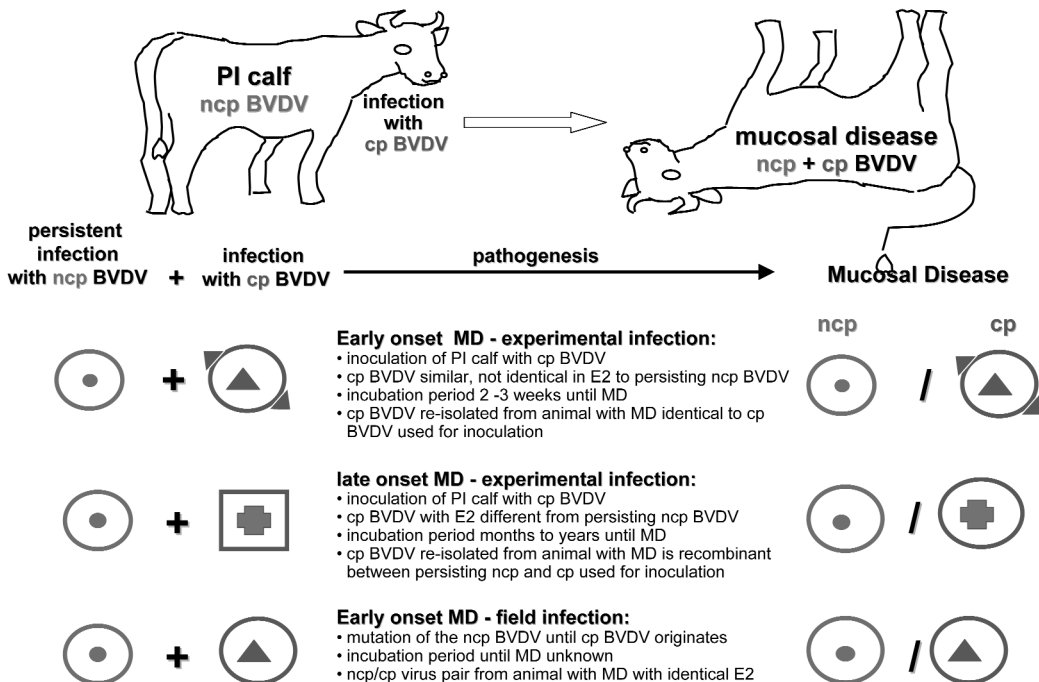 PI calf
ncp BVDV
infection
with
cp BVDV
mucosal disease
ncp + cp BVDV
persistent
infection
with ncp BVDV
+
infection
with cp BVDV
pathogenesis
Mucosal Disease
ncp
cp
Early onset  MD - experimental infection:
• inoculation of PI calf with cp BVDV
• cp BVDV similar, not identical in E2 to persisting ncp BVDV
• incubation period 2 -3 weeks until MD
• cp BVDV re-isolated from animal with MD identical to cp
BVDV used for inoculation
+
/
late onset MD - experimental infection:
• inoculation of PI calf with cp BVDV
• cp BVDV with E2 different from persisting ncp BVDV
• incubation period months to years until MD
• cp BVDV re-isolated from animal with MD is recombinant
between persisting ncp and cp used for inoculation
+
/
Early onset MD - field infection:
• mutation of the ncp BVDV until cp BVDV originates
• incubation period until MD unknown
• ncp/cp virus pair from animal with MD with identical E2
+
/